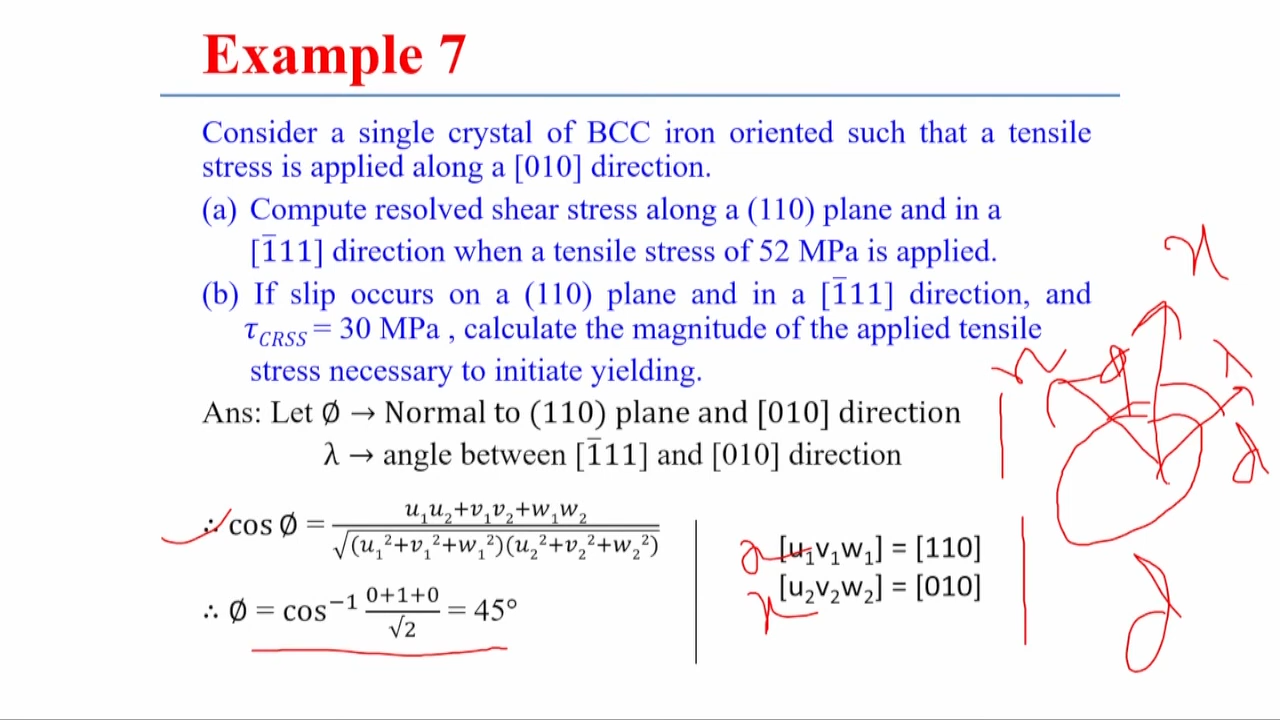 Example 7
Consider a single crystal of BCC iron oriented such that a tensile
stress is applied along a [010] direction.
(a) Compute resolved shear stress along a (110) plane and in a
[1̅11] direction when a tensile stress of 52 MPa is applied.
(b) If slip occurs on a (110) plane and in a [1̅11] direction, and
τ_CRSS = 30 MPa , calculate the magnitude of the applied tensile
stress necessary to initiate yielding.
Ans: Let Ø → Normal to (110) plane and [010] direction
λ → angle between [1̅11] and [010] direction
∴ cos Ø = (u₁u₂+v₁v₂+w₁w₂)/√((u₁²+v₁²+w₁²)(u₂²+v₂²+w₂²))
∴ Ø = cos⁻¹ (0+1+0)/√2 = 45°
[u₁v₁w₁] = [110]
[u₂v₂w₂] = [010]
λ